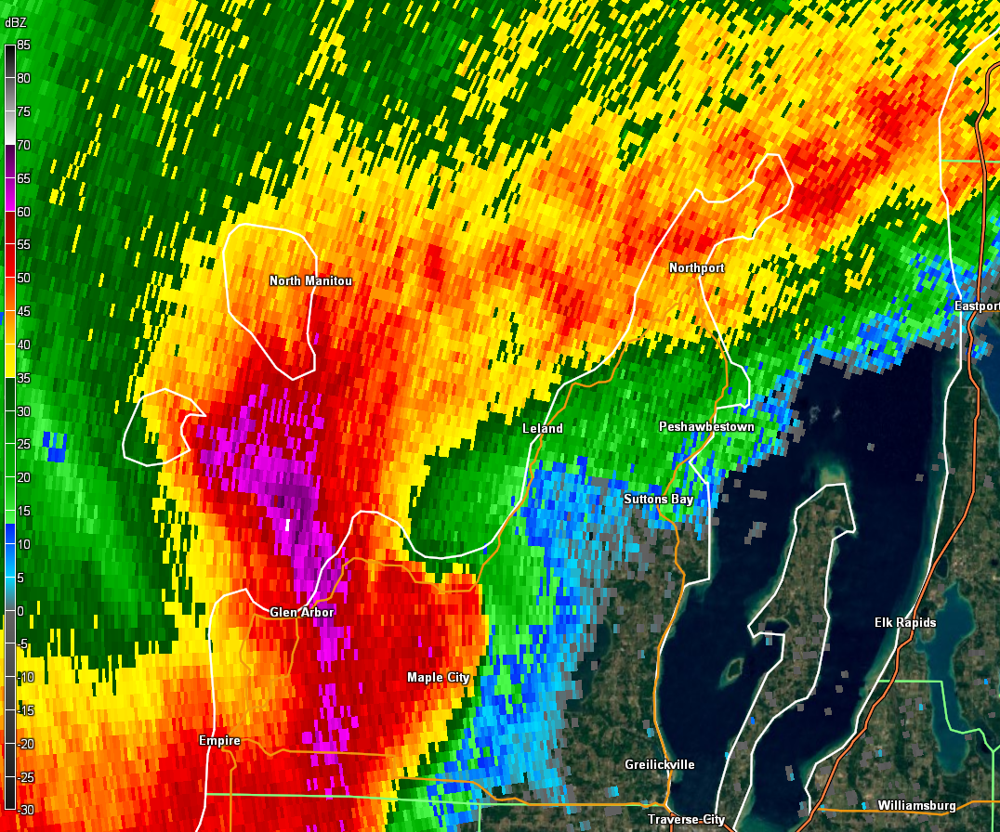 dBZ
85
80
75
70
65
60
55
50
45
40
35
30
25
20
15
10
5
0
-5
-10
-15
-20
-25
-30
North Manitou
Northport
Eastport
Leland
Peshawbestown
Suttons Bay
Glen Arbor
Elk Rapids
Maple City
Empire
Greilickville
Williamsburg
Traverse City